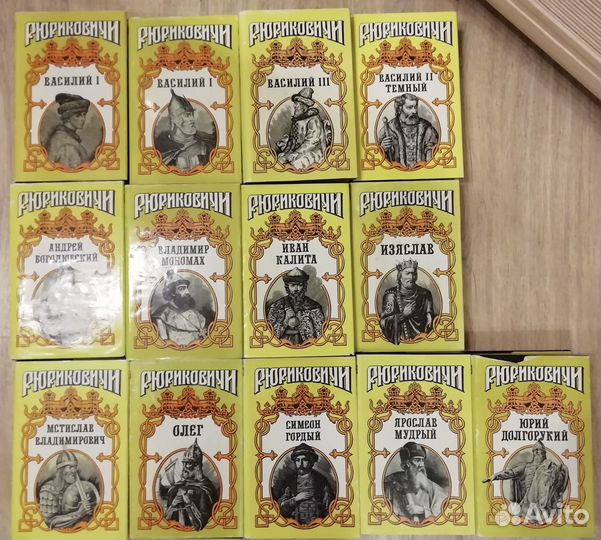 РЮРИКОВИЧИ
ВАСИЛИЙ I
РЮРИКОВИЧИ
ВАСИЛИЙ I
РЮРИКОВИЧИ
ВАСИЛИЙ III
РЮРИКОВИЧИ
ВАСИЛИЙ II
ТЕМНЫЙ
РЮРИКОВИЧИ
АНДРЕЙ
БОГОЛЮБСКИЙ
РЮРИКОВИЧИ
ВЛАДИМИР
МОНОМАХ
РЮРИКОВИЧИ
ИВАН
КАЛИТА
РЮРИКОВИЧИ
ИЗЯСЛАВ
РЮРИКОВИЧИ
МСТИСЛАВ
ВЛАДИМИРОВИЧ
РЮРИКОВИЧИ
ОЛЕГ
РЮРИКОВИЧИ
СИМЕОН
ГОРДЫЙ
РЮРИКОВИЧИ
ЯРОСЛАВ
МУДРЫЙ
РЮРИКОВИЧИ
ЮРИЙ
ДОЛГОРУКИЙ
Avito